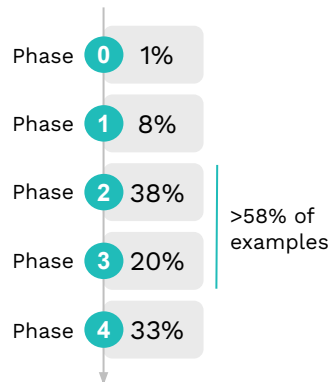 Phase 0 1%
Phase 1 8%
Phase 2 38%
>58% of
examples
Phase 3 20%
Phase 4 33%